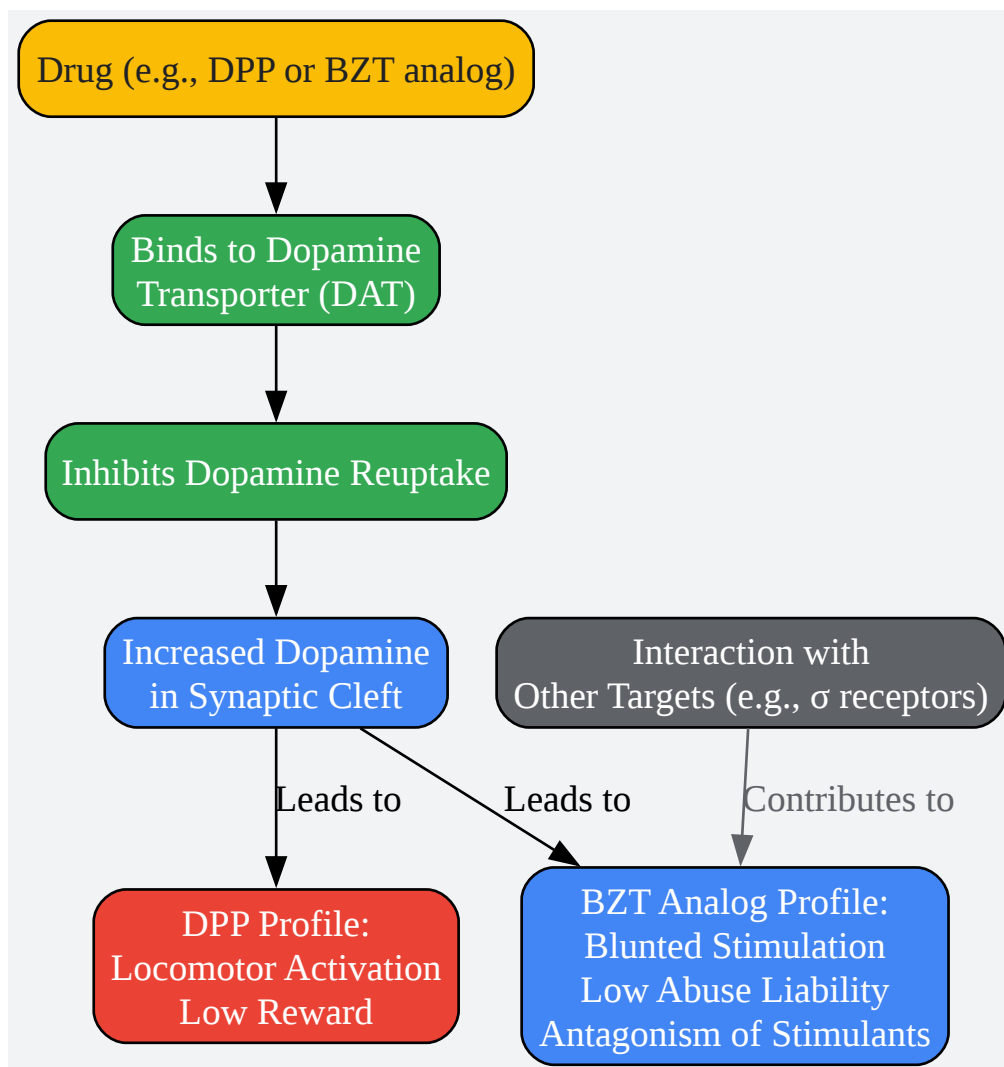 Drug (e.g., DPP or BZT analog)
Binds to Dopamine
Transporter (DAT)
Inhibits Dopamine Reuptake
Increased Dopamine
in Synaptic Cleft
Interaction with
Other Targets (e.g., σ receptors)
Leads to
Leads to
Contributes to
DPP Profile:
Locomotor Activation
Low Reward
BZT Analog Profile:
Blunted Stimulation
Low Abuse Liability
Antagonism of Stimulants